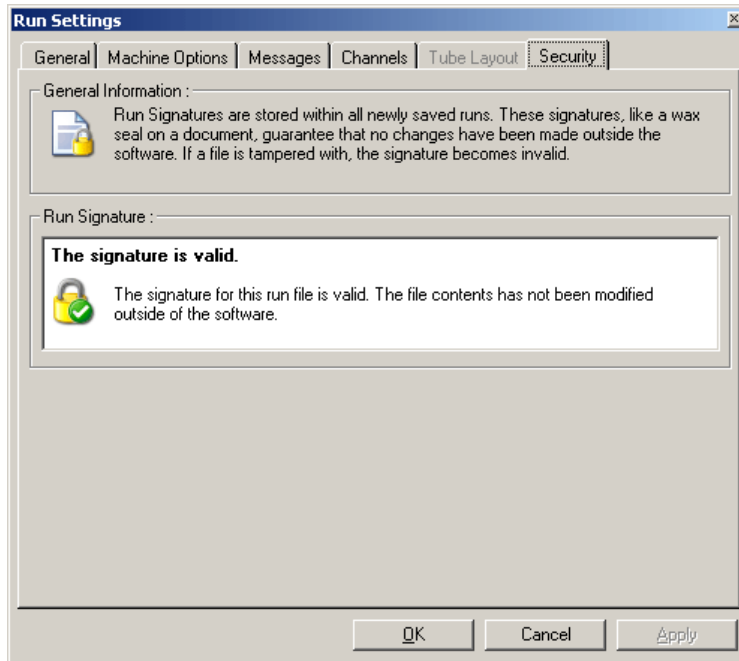 Run Settings
General Machine Options Messages Channels Tube Layout Security
General Information :
Run Signatures are stored within all newly saved runs. These signatures, like a wax
seal on a document, guarantee that no changes have been made outside the
software. If a file is tampered with, the signature becomes invalid.
Run Signature :
The signature is valid.
The signature for this run file is valid. The file contents has not been modified
outside of the software.
OK Cancel Apply